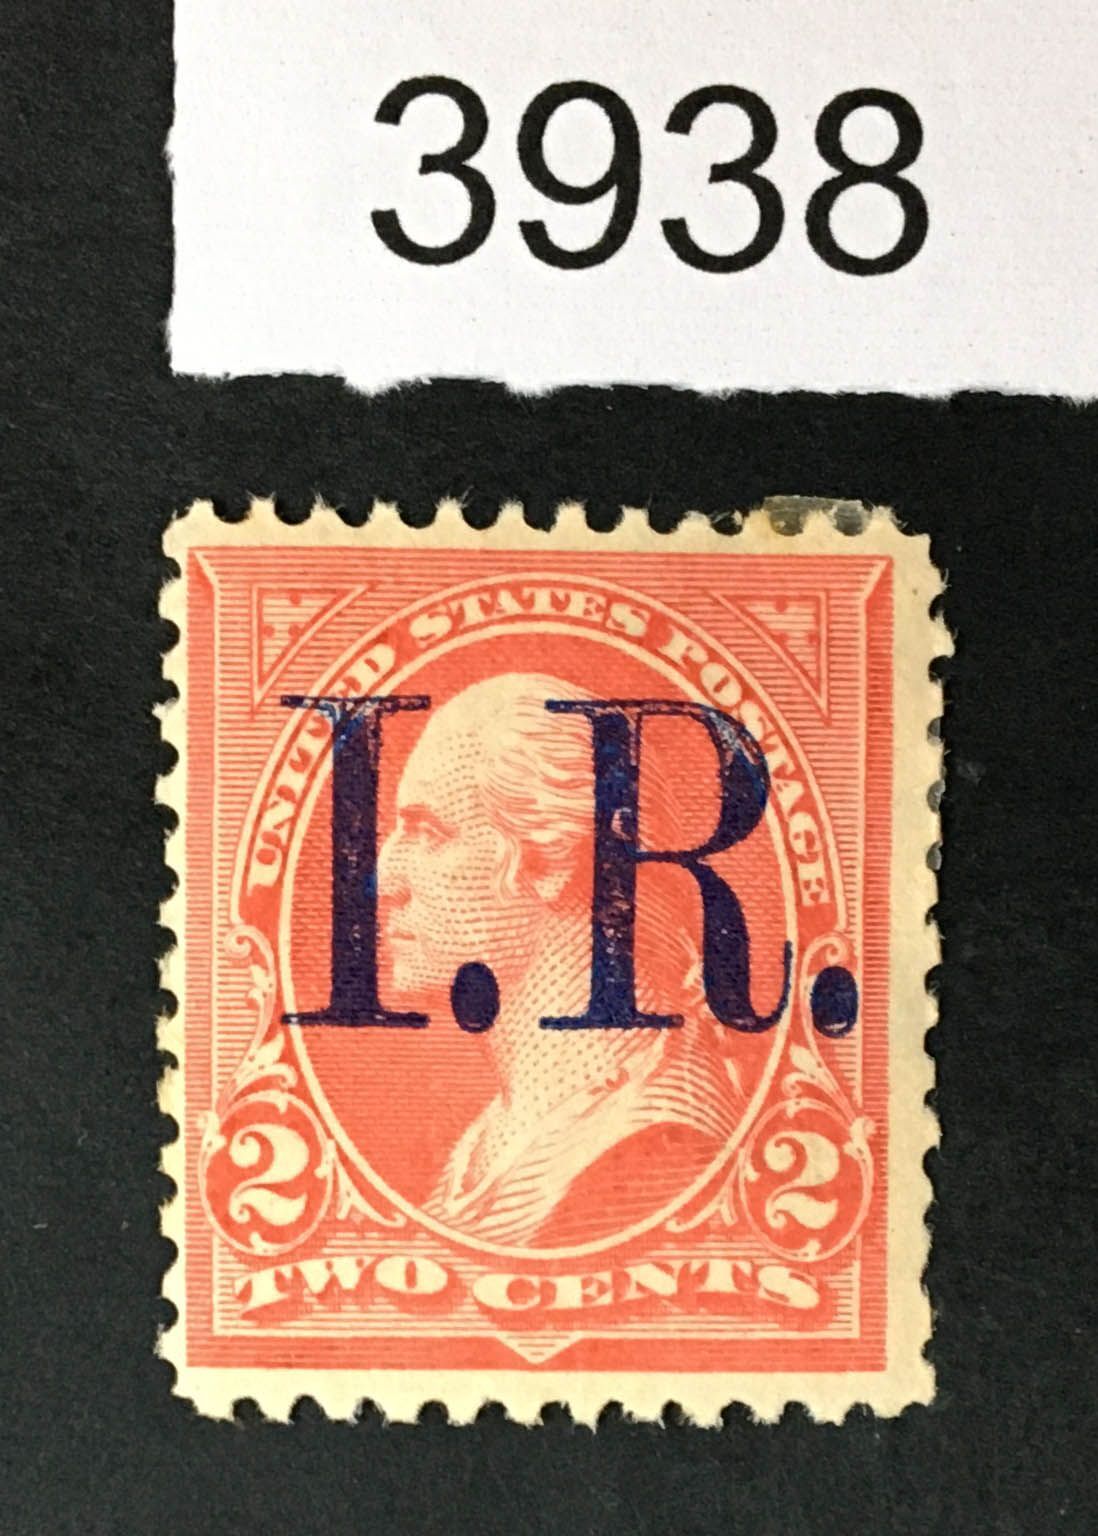 3938
UNITED STATES POSTAGE
I.R.
2 2
TWO CENTS